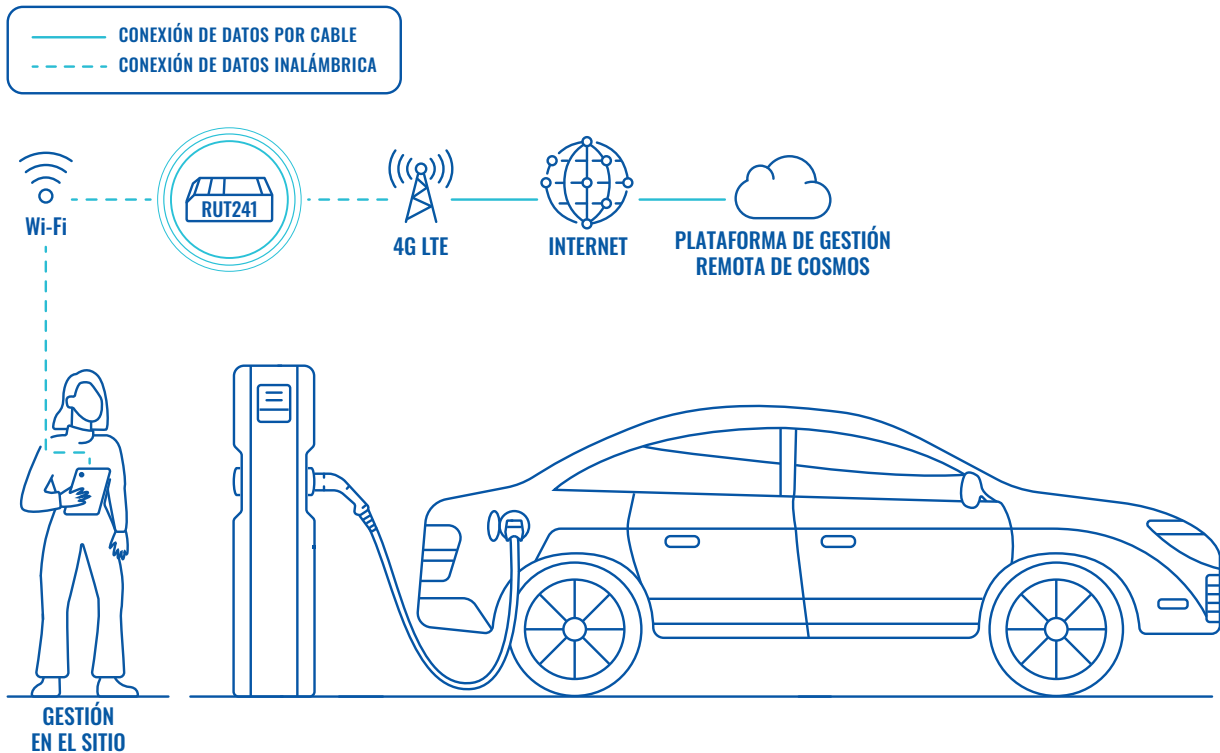 CONEXIÓN DE DATOS POR CABLE
CONEXIÓN DE DATOS INALÁMBRICA
RUT241
Wi-Fi
4G LTE
INTERNET
PLATAFORMA DE GESTIÓN
REMOTA DE COSMOS
GESTIÓN
EN EL SITIO